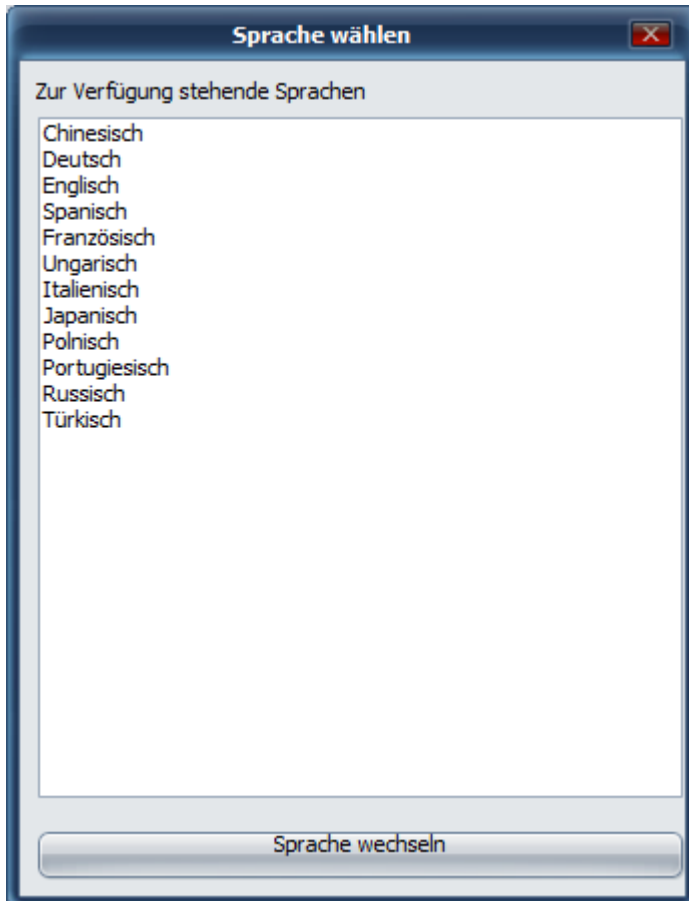 Sprache wählen
Zur Verfügung stehende Sprachen
Chinesisch
Deutsch
Englisch
Spanisch
Französisch
Ungarisch
Italienisch
Japanisch
Polnisch
Portugiesisch
Russisch
Türkisch
Sprache wechseln